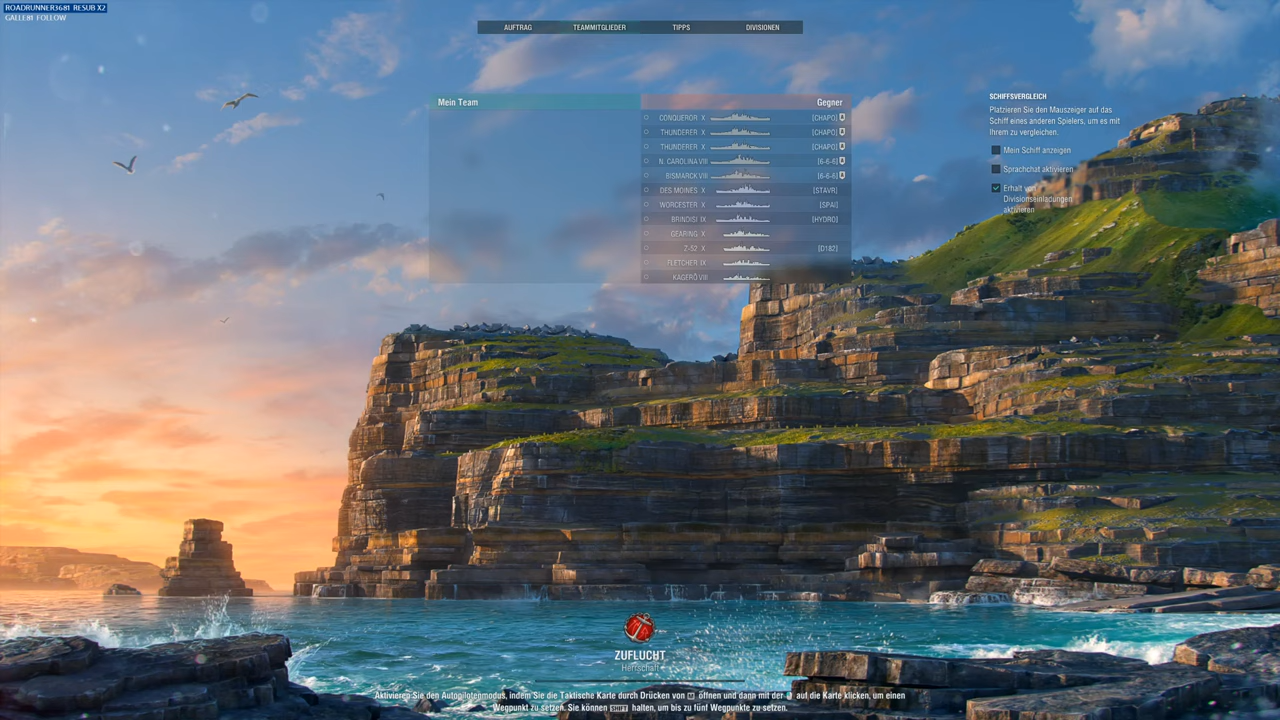 ROADRUNNER3681 RESUB X2
GALLE81 FOLLOW
AUFTRAG TEAMMITGLIEDER TIPPS DIVISIONEN
Mein Team Gegner
CONQUEROR X [CHAPO]
THUNDERER X [CHAPO]
THUNDERER X [CHAPO]
N. CAROLINA VIII [6-6-6]
BISMARCK VIII [6-6-6]
DES MOINES X [STAVR]
WORCESTER X [SPAI]
BRINDISI IX [HYDRO]
GEARING X
Z-52 X [D182]
FLETCHER IX
KAGERŌ VIII
SCHIFFSVERGLEICH
Platzieren Sie den Mauszeiger auf das
Schiff eines anderen Spielers, um es mit
Ihrem zu vergleichen.
Mein Schiff anzeigen
Sprachchat aktivieren
Erhalt von
Divisionseinladungen
aktivieren
ZUFLUCHT
Herrschaft
Aktivieren Sie den Autopilotenmodus, indem Sie die Taktische Karte durch Drücken von M öffnen und dann mit der auf die Karte klicken, um einen
Wegpunkt zu setzen. Sie können SHIFT halten, um bis zu fünf Wegpunkte zu setzen.